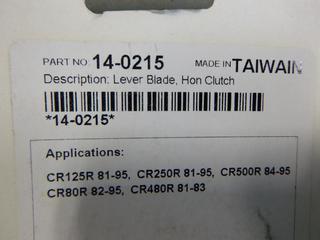 PART NO: 14-0215 MADE IN TAIWAN
Description: Lever Blade, Hon Clutch
*14-0215*
Applications:
CR125R 81-95, CR250R 81-95, CR500R 84-95
CR80R 82-95, CR480R 81-83